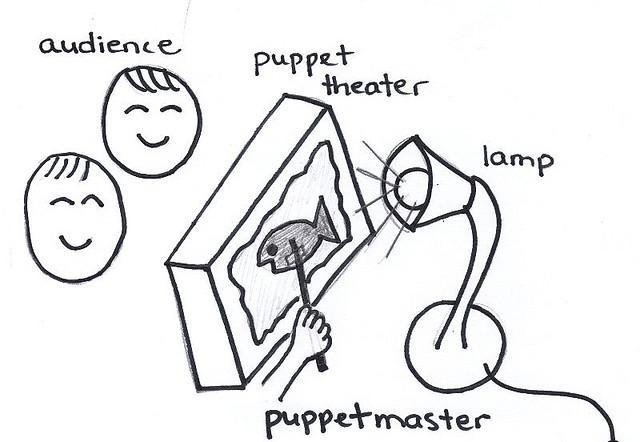 audience
puppet
theater
lamp
puppetmaster